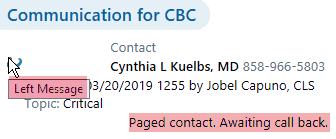 Communication for CBC
Contact
Cynthia L Kuelbs, MD 858-966-5803
Left Message
03/20/2019 1255 by Jobel Capuno, CLS
Topic: Critical
Paged contact. Awaiting call back.